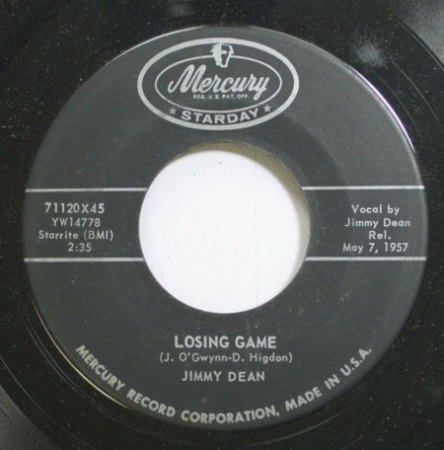 Mercury
REG. U.S. PAT. OFF.
★ STARDAY ★
71120X45
YW14778
Starrite (BMI)
2:35
Vocal by
Jimmy Dean
Rel.
May 7, 1957
LOSING GAME
(J. O'Gwynn-D. Higdon)
JIMMY DEAN
MERCURY RECORD CORPORATION, MADE IN U.S.A.